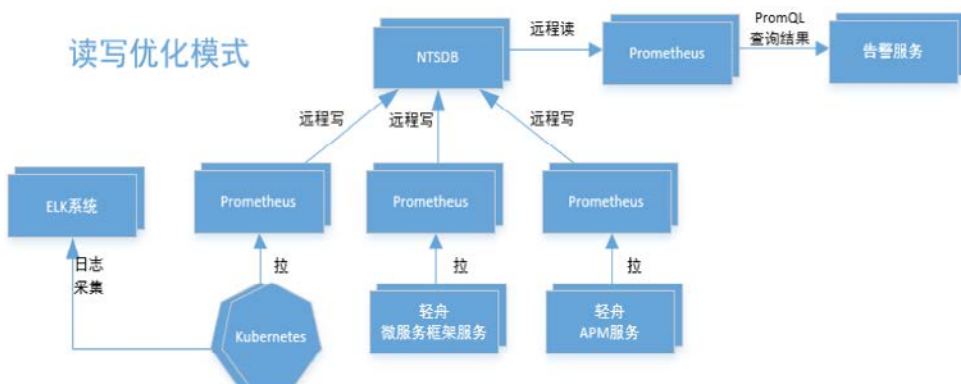 读写优化模式
NTSDB
远程读
Prometheus
PromQL
查询结果
告警服务
远程写
远程写
远程写
ELK系统
Prometheus
Prometheus
Prometheus
日志
采集
拉
拉
拉
Kubernetes
轻舟
微服务框架服务
轻舟
APM服务